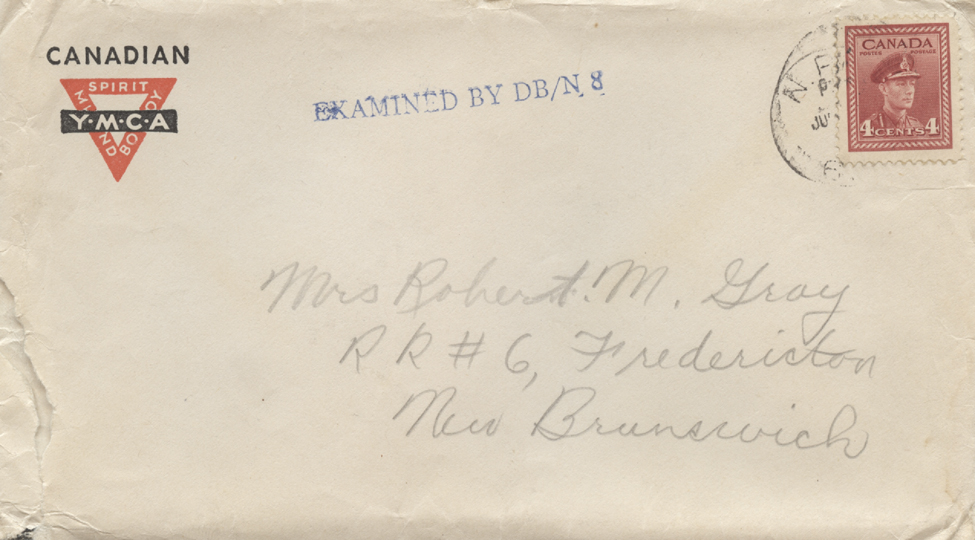 CANADIAN
SPIRIT
MIND
BODY
Y·M·C·A
EXAMINED BY DB/N 8
CANADA
POSTES POSTAGE
4 CENTS 4
Mrs Robert. M. Gray
R R # 6, Fredericton
New Brunswick